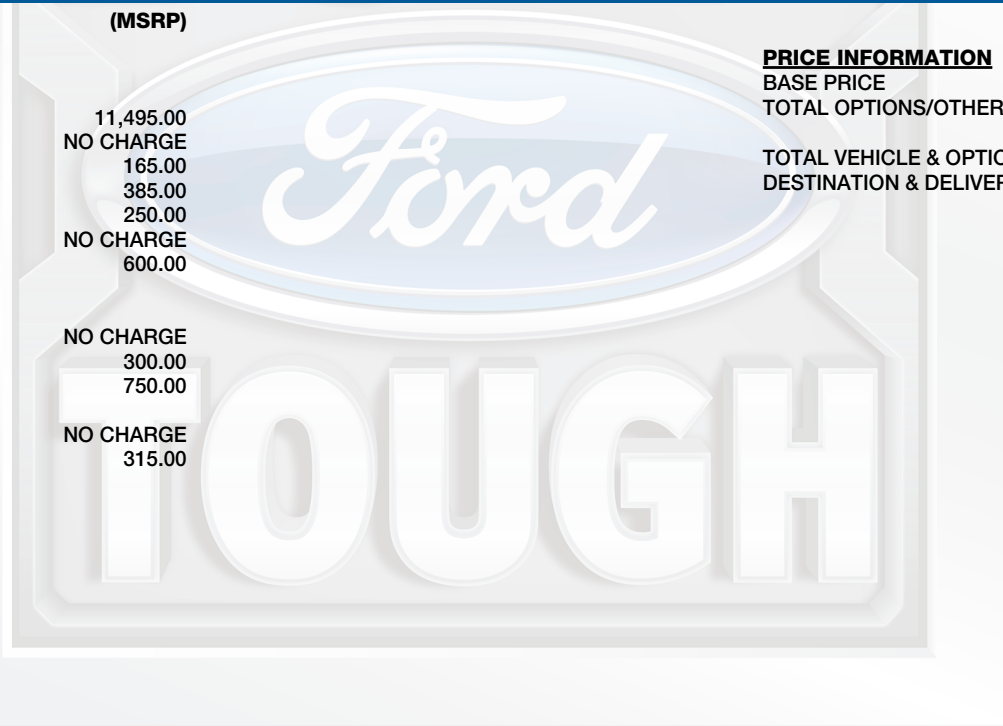 (MSRP)
11,495.00
NO CHARGE
165.00
385.00
250.00
NO CHARGE
600.00
NO CHARGE
300.00
750.00
NO CHARGE
315.00
PRICE INFORMATION
BASE PRICE
TOTAL OPTIONS/OTHER
TOTAL VEHICLE & OPTIO
DESTINATION & DELIVER
Ford
TOUGH